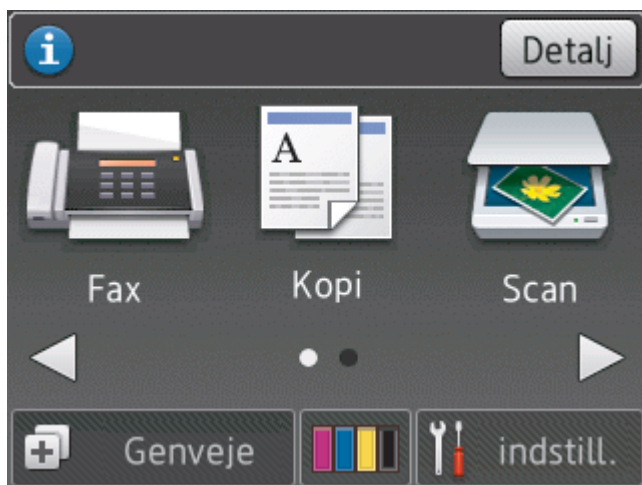 Detalj
A
Fax
Kopi
Scan
Genveje
indstill.